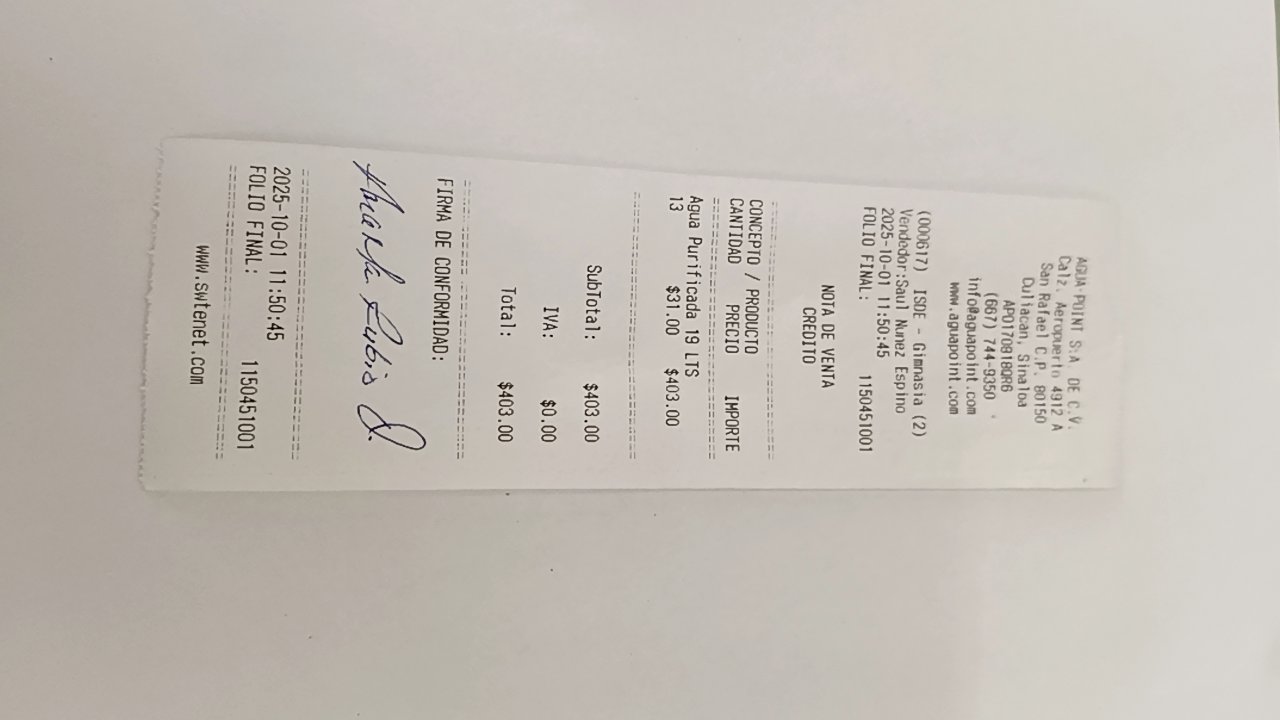 AGUA POINT S.A. DE C.V.
Calz. Aeropuerto 4912 A
San Rafael C.P. 80150
Culiacan, Sinaloa
APO170818QR6
(667) 744-9350
info@aguapoint.com
www.aguapoint.com
(000617) ISDE - Gimnasia (2)
Vendedor:Saul Nunez Espino
2025-10-01 11:50:45
FOLIO FINAL: 1150451001
NOTA DE VENTA
CREDITO
CONCEPTO / PRODUCTO
CANTIDAD PRECIO IMPORTE
Agua Purificada 19 LTS
13 $31.00 $403.00
SubTotal: $403.00
IVA: $0.00
Total: $403.00
FIRMA DE CONFORMIDAD:
Rubio
2025-10-01 11:50:45
FOLIO FINAL: 1150451001
www.swtenet.com